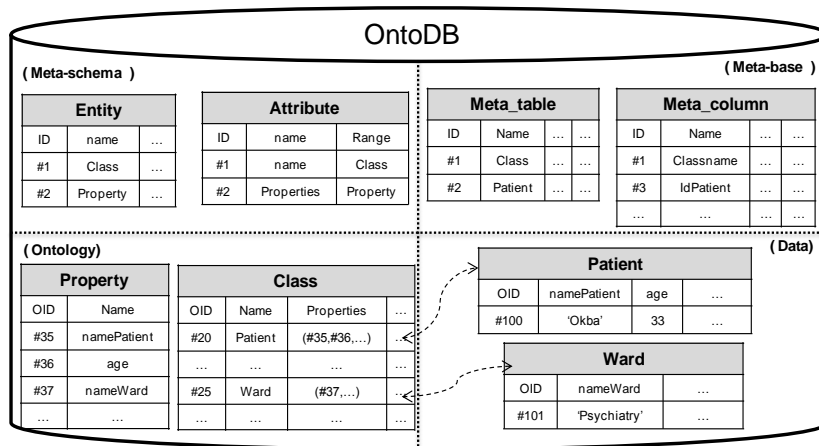 OntoDB
( Meta-schema )
( Meta-base )
Entity
ID name …
#1 Class …
#2 Property …
Attribute
ID name Range
#1 name Class
#2 Properties Property
Meta_table
ID Name … …
#1 Class … …
#2 Patient … …
Meta_column
ID Name … …
#1 Classname … …
#3 IdPatient … …
… … … …
(Ontology)
(Data)
Property
OID Name
#35 namePatient
#36 age
#37 nameWard
… …
Class
OID Name Properties …
#20 Patient (#35,#36,…) …
… … … …
#25 Ward (#37,…) …
… … … …
Patient
OID namePatient age …
#100 ‘Okba’ 33 …
Ward
OID nameWard …
#101 ‘Psychiatry’ …